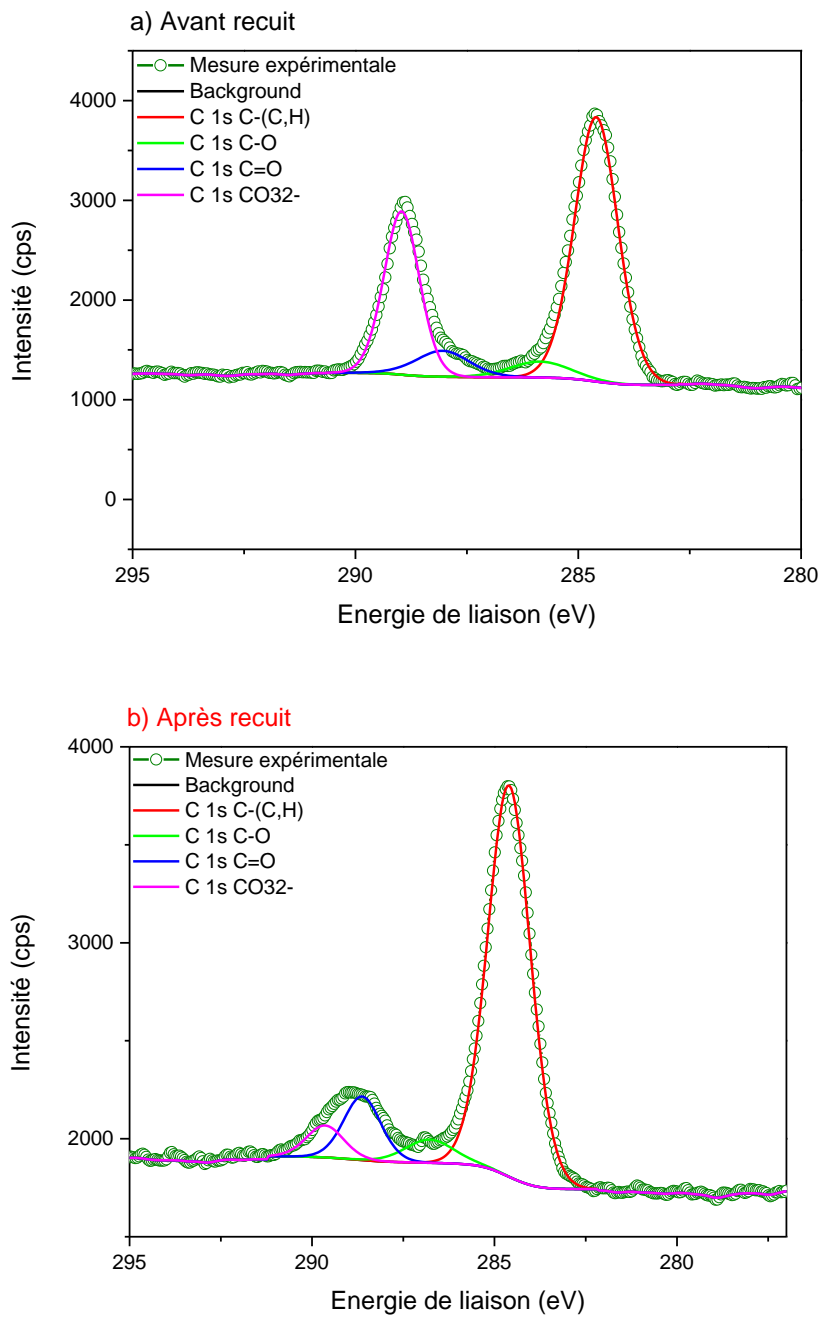 a) Avant recuit
Mesure expérimentale
Background
C 1s C-(C,H)
C 1s C-O
C 1s C=O
C 1s CO32-
4000
3000
2000
1000
0
Intensité (cps)
295
290
285
280
Energie de liaison (eV)
b) Après recuit
Mesure expérimentale
Background
C 1s C-(C,H)
C 1s C-O
C 1s C=O
C 1s CO32-
4000
3000
2000
Intensité (cps)
295
290
285
280
Energie de liaison (eV)